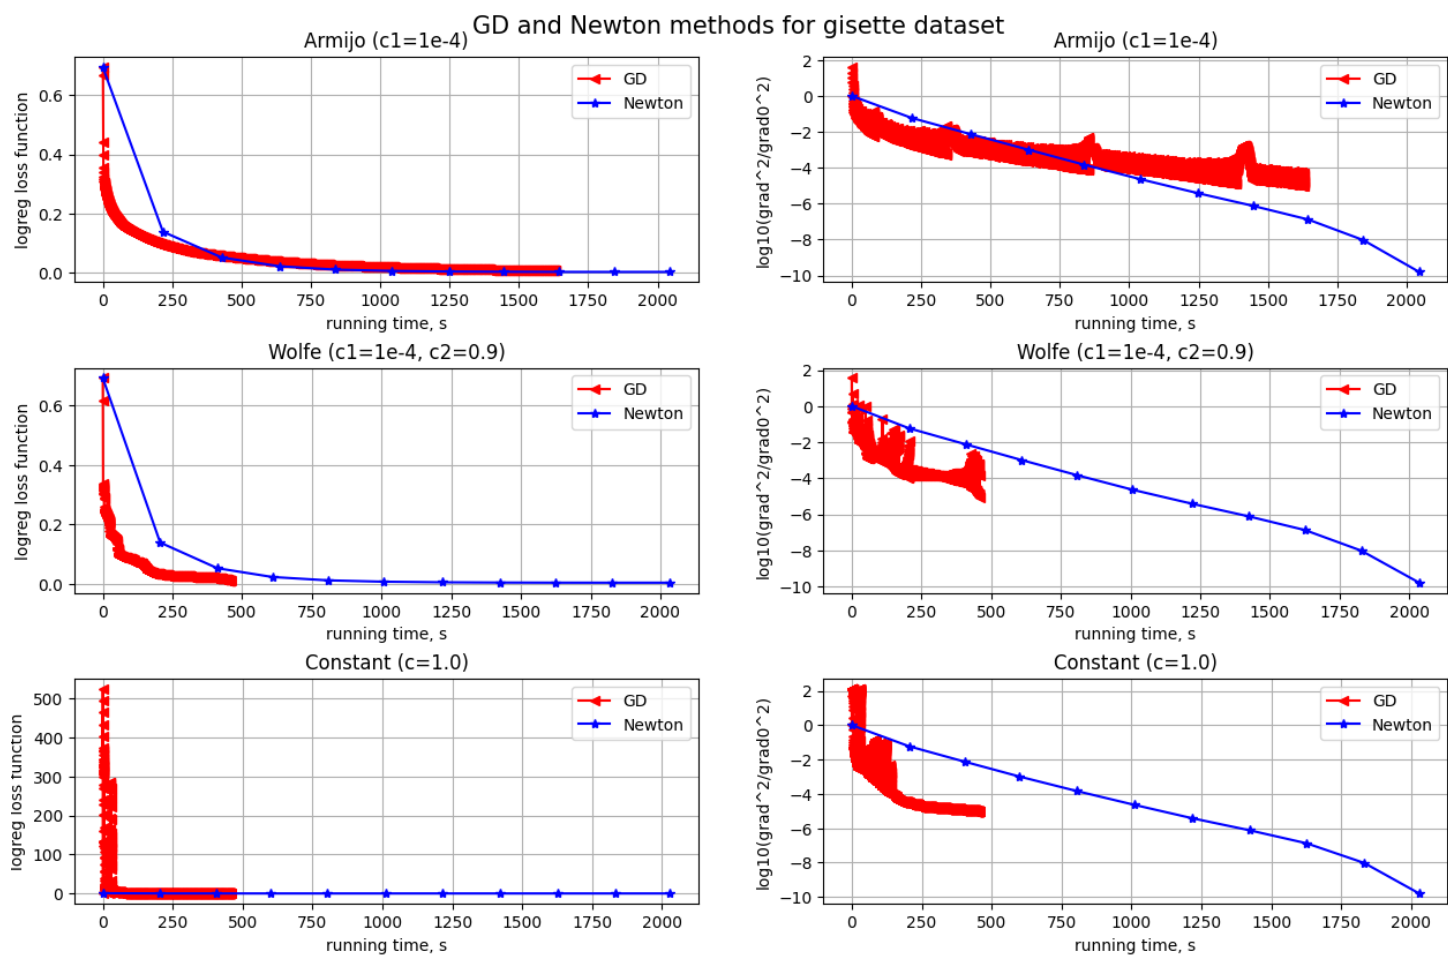 GD and Newton methods for gisette dataset
Armijo (c1=1e-4)
logreg loss function
0.6
0.4
0.2
0.0
GD
Newton
0 250 500 750 1000 1250 1500 1750 2000
running time, s
Armijo (c1=1e-4)
log10(grad^2/grad0^2)
2
0
−2
−4
−6
−8
−10
GD
Newton
0 250 500 750 1000 1250 1500 1750 2000
running time, s
Wolfe (c1=1e-4, c2=0.9)
logreg loss function
0.6
0.4
0.2
0.0
GD
Newton
0 250 500 750 1000 1250 1500 1750 2000
running time, s
Wolfe (c1=1e-4, c2=0.9)
log10(grad^2/grad0^2)
2
0
−2
−4
−6
−8
−10
GD
Newton
0 250 500 750 1000 1250 1500 1750 2000
running time, s
Constant (c=1.0)
logreg loss function
500
400
300
200
100
0
GD
Newton
0 250 500 750 1000 1250 1500 1750 2000
running time, s
Constant (c=1.0)
log10(grad^2/grad0^2)
2
0
−2
−4
−6
−8
−10
GD
Newton
0 250 500 750 1000 1250 1500 1750 2000
running time, s